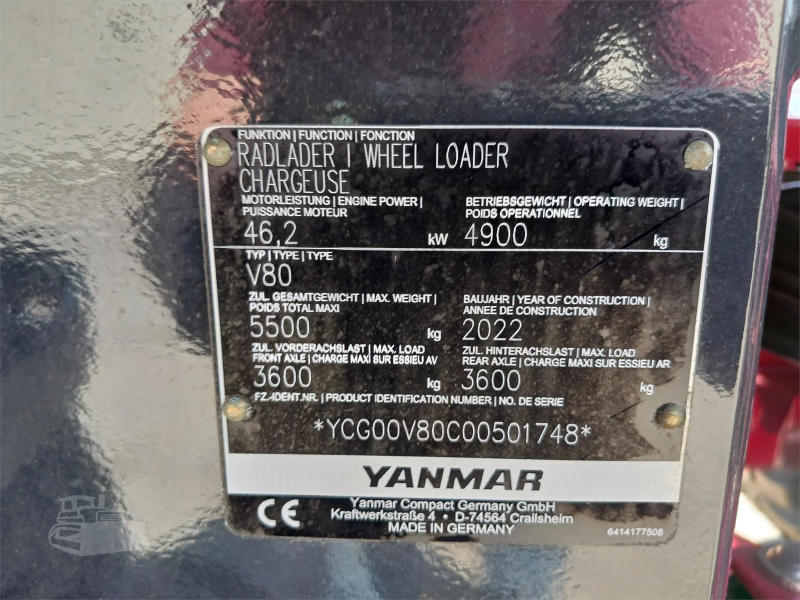 FUNKTION | FUNCTION | FONCTION
RADLADER | WHEEL LOADER
CHARGEUSE
MOTORLEISTUNG | ENGINE POWER |
PUISSANCE MOTEUR
46,2 kW
BETRIEBSGEWICHT | OPERATING WEIGHT |
POIDS OPERATIONNEL
4900 kg
TYP | TYPE | TYPE
V80
ZUL. GESAMTGEWICHT | MAX. WEIGHT |
POIDS TOTAL MAXI
5500 kg
BAUJAHR | YEAR OF CONSTRUCTION |
ANNEE DE CONSTRUCTION
2022
ZUL. VORDERACHSLAST | MAX. LOAD
FRONT AXLE | CHARGE MAXI SUR ESSIEU AV
3600 kg
ZUL. HINTERACHSLAST | MAX. LOAD
REAR AXLE | CHARGE MAXI SUR ESSIEU AR
3600 kg
FZ.-IDENT.NR. | PRODUCT IDENTIFICATION NUMBER | NO. DE SERIE
*YCG00V80C00501748*
YANMAR
CE
Yanmar Compact Germany GmbH
Kraftwerkstraße 4 • D-74564 Crailsheim
MADE IN GERMANY
6414177508